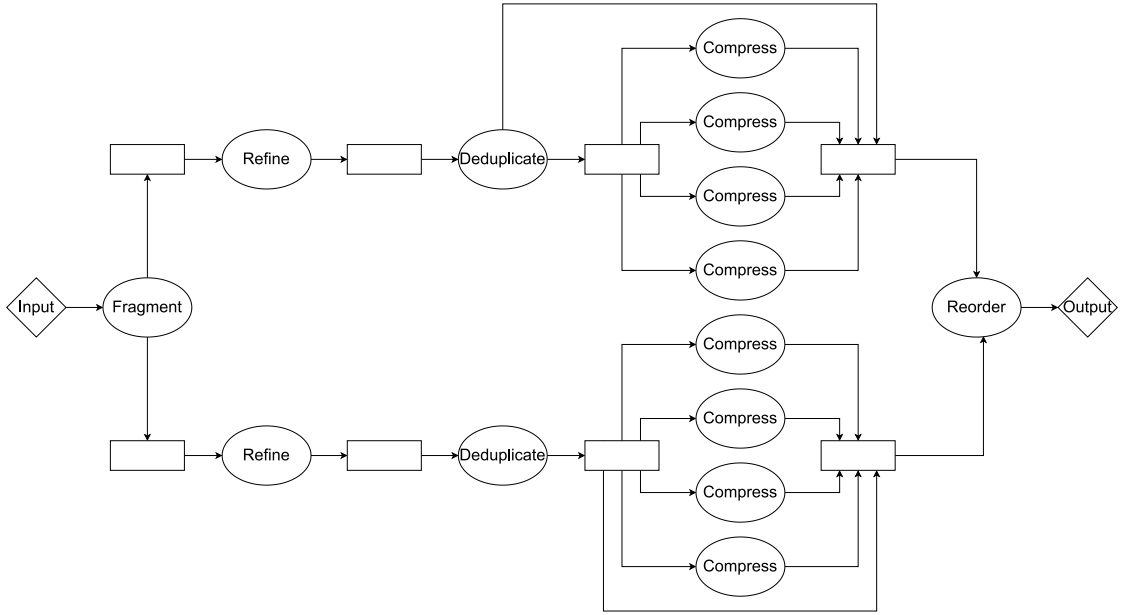 Compress
Compress
Refine
Deduplicate
Compress
Compress
Input
Fragment
Reorder
Output
Compress
Compress
Refine
Deduplicate
Compress
Compress